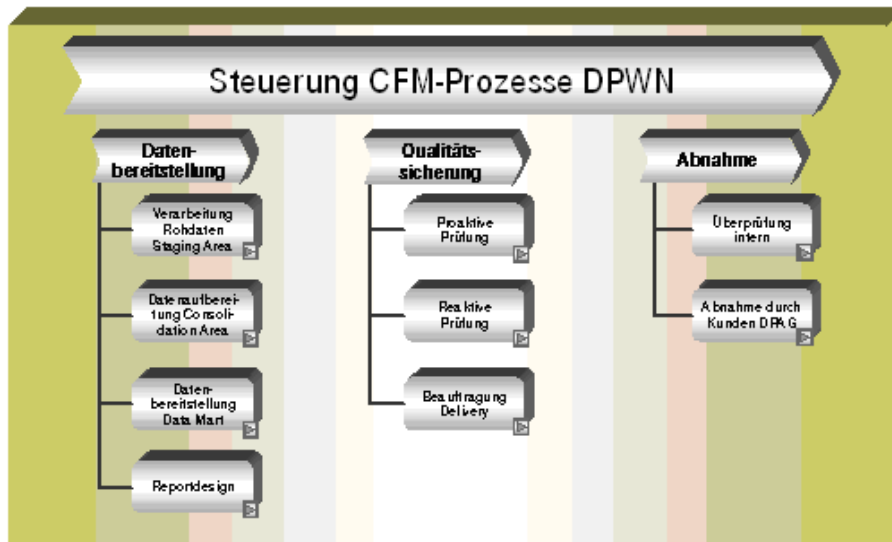 Steuerung CFM-Prozesse DPWN
Daten-
bereitstellung
Verarbeitung
Rohdaten
Staging Area
Datenaufberei-
tung Consoli-
dation Area
Daten-
bereitstellung
Data Mart
Reportdesign
Qualitäts-
sicherung
Proaktive
Prüfung
Reaktive
Prüfung
Beauftragung
Delivery
Abnahme
Überprüfung
intern
Abnahme durch
Kunden DPAG